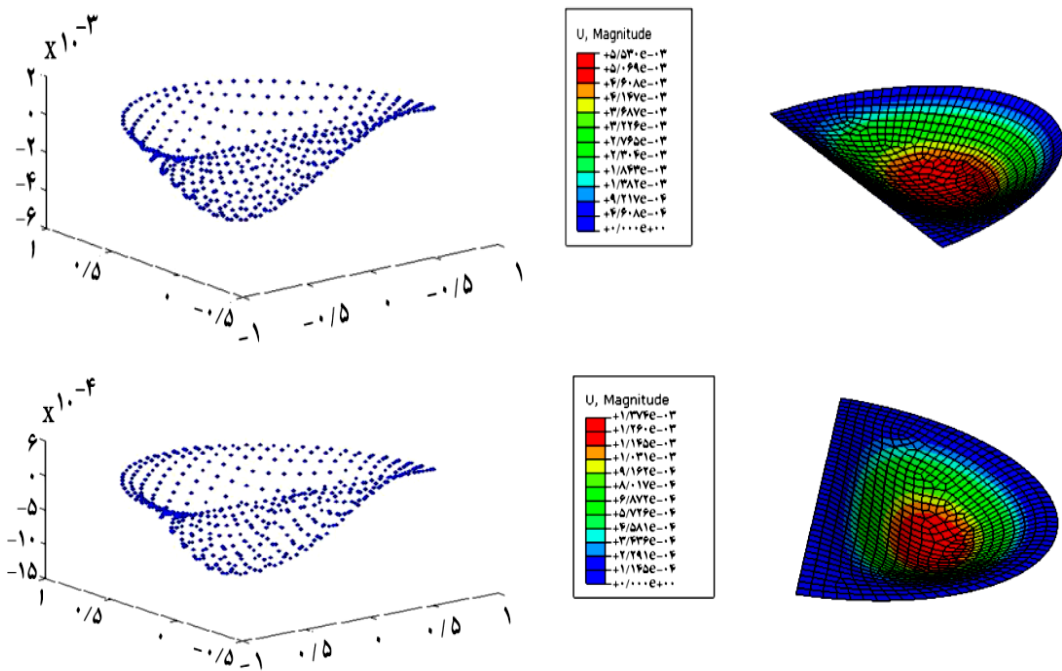 x۱۰⁻³
۲
۰
−۲
−۴
−۶
۱
۰/۵
۰
−۰/۵
−۱
−۰/۵
۰
−۰/۵
۱
U, Magnitude
+۵/۵۳۰e−۰۳
+۵/۰۶۹e−۰۳
+۴/۶۰۸e−۰۳
+۴/۱۴۷e−۰۳
+۳/۶۸۷e−۰۳
+۳/۲۲۶e−۰۳
+۲/۷۶۵e−۰۳
+۲/۳۰۴e−۰۳
+۱/۸۴۳e−۰۳
+۱/۳۸۲e−۰۳
+۹/۲۱۷e−۰۴
+۴/۶۰۸e−۰۴
+۰/۰۰۰e+۰۰
x۱۰⁻⁴
۶
۰
−۵
−۱۰
−۱۵
۱
۰/۵
۰
−۰/۵
−۱
−۰/۵
۰
۰/۵
۱
U, Magnitude
+۱/۳۷۴e−۰۳
+۱/۲۶۰e−۰۳
+۱/۱۴۵e−۰۳
+۱/۰۳۱e−۰۳
+۹/۱۶۲e−۰۴
+۸/۰۱۷e−۰۴
+۶/۸۷۲e−۰۴
+۵/۷۲۶e−۰۴
+۴/۵۸۱e−۰۴
+۳/۴۳۶e−۰۴
+۲/۲۹۱e−۰۴
+۱/۱۴۵e−۰۴
+۰/۰۰۰e+۰۰